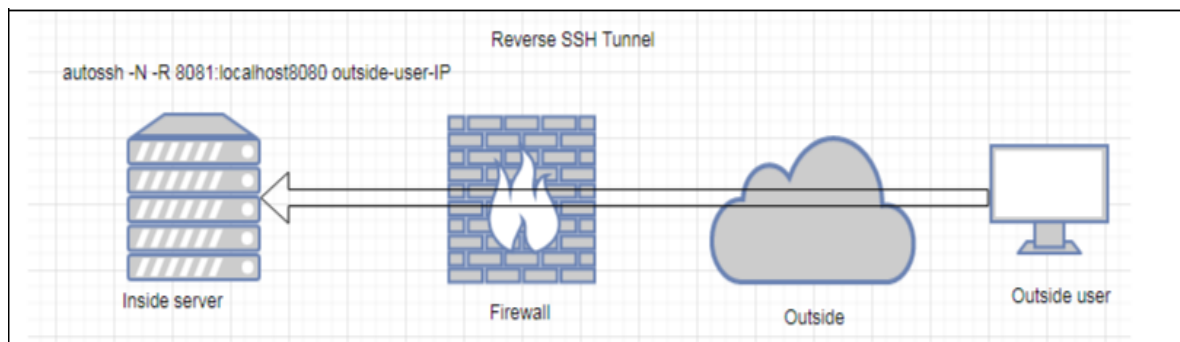 Reverse SSH Tunnel
autossh -N -R 8081:localhost8080 outside-user-IP
Inside server
Firewall
Outside
Outside user